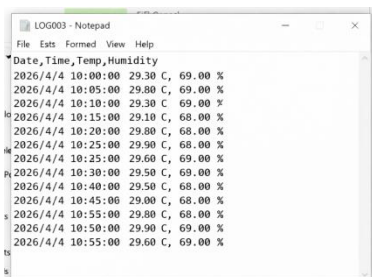 LOG003 - Notepad
File Ests Formed View Help
Date,Time,Temp,Humidity
2026/4/4 10:00:00 29.30 C, 69.00 %
2026/4/4 10:05:00 29.80 C, 68.00 %
2026/4/4 10:10:00 29.30 C 69.00 %
2026/4/4 10:15:00 29.10 C, 68.00 %
2026/4/4 10:20:00 29.80 C, 68.00 %
2026/4/4 10:25:00 29.90 C, 68.00 %
2026/4/4 10:25:00 29.60 C, 69.00 %
2026/4/4 10:30:00 29.50 C, 69.00 %
2026/4/4 10:40:00 29.50 C, 68.00 %
2026/4/4 10:45:06 29.00 C, 68.00 %
2026/4/4 10:55:00 29.80 C, 68.00 %
2026/4/4 10:50:00 29.90 C, 69.00 %
2026/4/4 10:55:00 29.60 C, 69.00 %